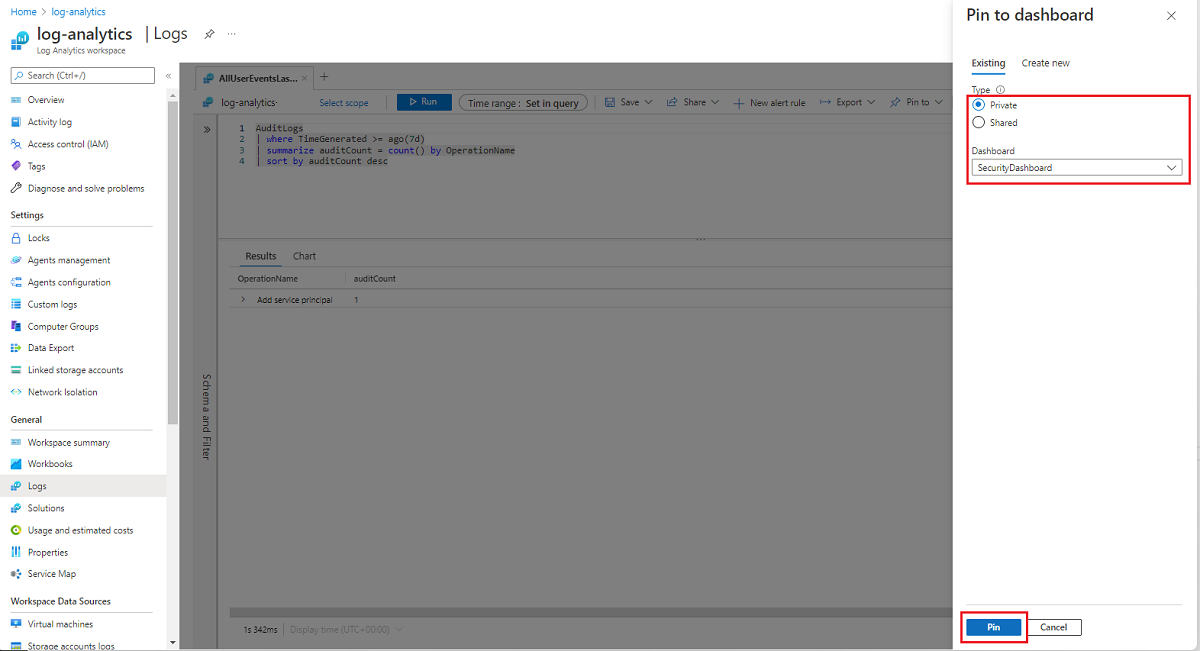 Home > log-analytics
log-analytics | Logs
Log Analytics workspace
Search (Ctrl+/)
Overview
Activity log
Access control (IAM)
Tags
Diagnose and solve problems
Settings
Locks
Agents management
Agents configuration
Custom logs
Computer Groups
Data Export
Linked storage accounts
Network Isolation
General
Workspace summary
Workbooks
Logs
Solutions
Usage and estimated costs
Properties
Service Map
Workspace Data Sources
Virtual machines
Storage accounts logs
AllUserEventsLas...
log-analytics
Select scope
Run
Time range : Set in query
Save
Share
New alert rule
Export
Pin to
1 AuditLogs
2 | where TimeGenerated >= ago(7d)
3 | summarize auditCount = count() by OperationName
4 | sort by auditCount desc
Schema and Filter
Results Chart
OperationName auditCount
Add service principal 1
1s 342ms Display time (UTC+00:00)
Pin to dashboard
Existing Create new
Type
Private
Shared
Dashboard
SecurityDashboard
Pin Cancel